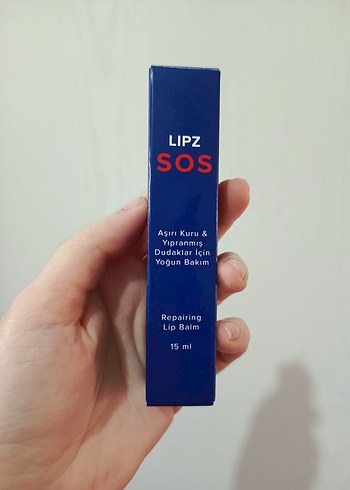 LIPZ
SOS
Aşırı Kuru &
Yıpranmış
Dudaklar İçin
Yoğun Bakım
Repairing
Lip Balm
15 ml